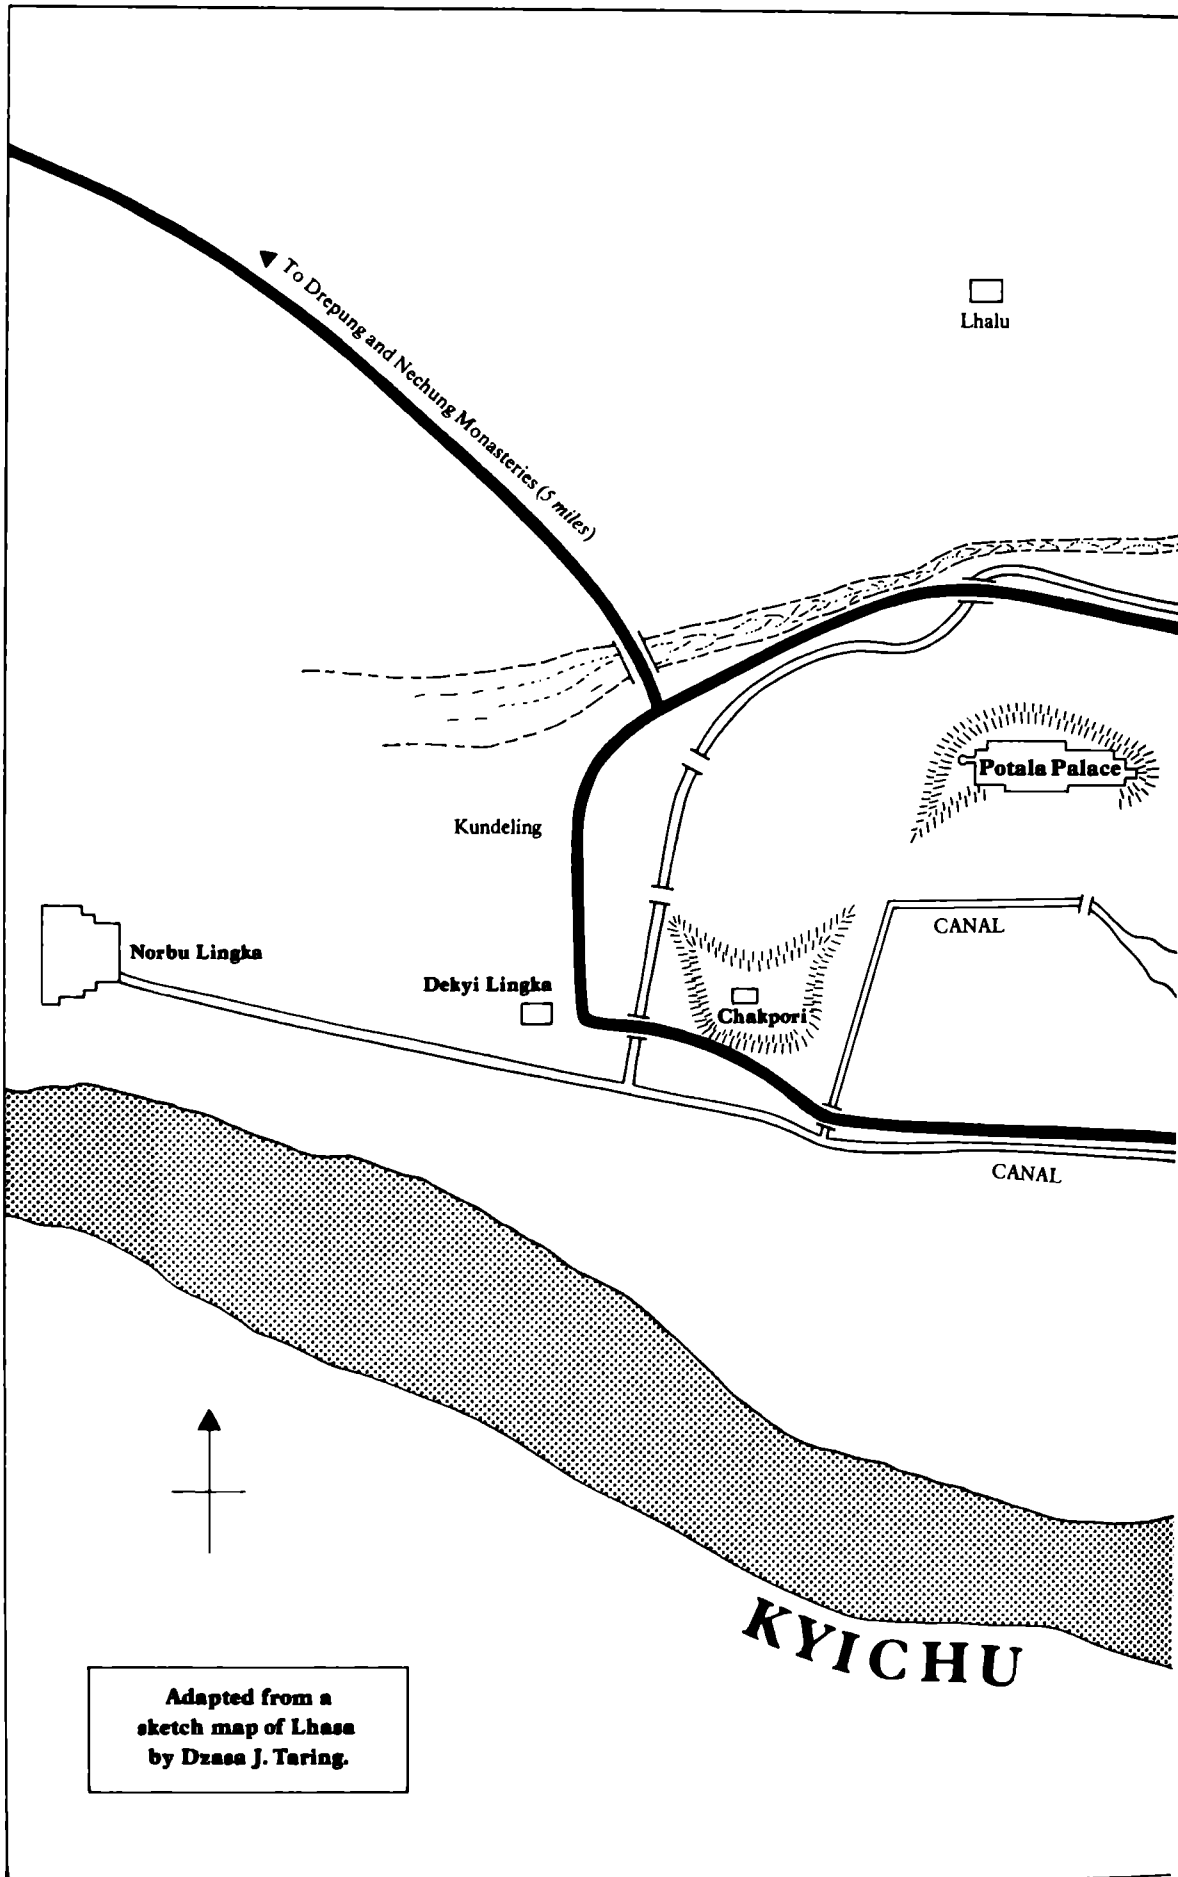 To Drepung and Nechung Monasteries (5 miles)
Lhalu
Potala Palace
Kundeling
CANAL
Norbu Lingka
Dekyi Lingka
Chakpori
CANAL
KYICHU
Adapted from a
sketch map of Lhasa
by Dzasa J. Taring.